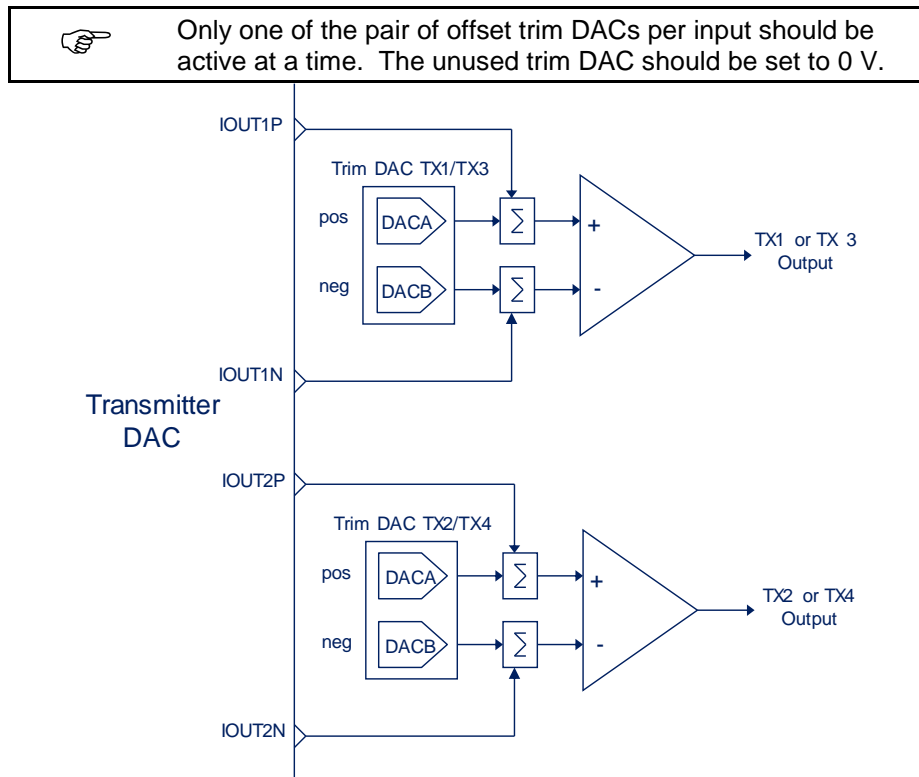 Only one of the pair of offset trim DACs per input should be
active at a time. The unused trim DAC should be set to 0 V.
IOUT1P
Trim DAC TX1/TX3
pos
DACA
Σ
+
neg
DACB
Σ
-
TX1 or TX 3
Output
IOUT1N
Transmitter
DAC
IOUT2P
Trim DAC TX2/TX4
pos
DACA
Σ
+
neg
DACB
Σ
-
TX2 or TX4
Output
IOUT2N